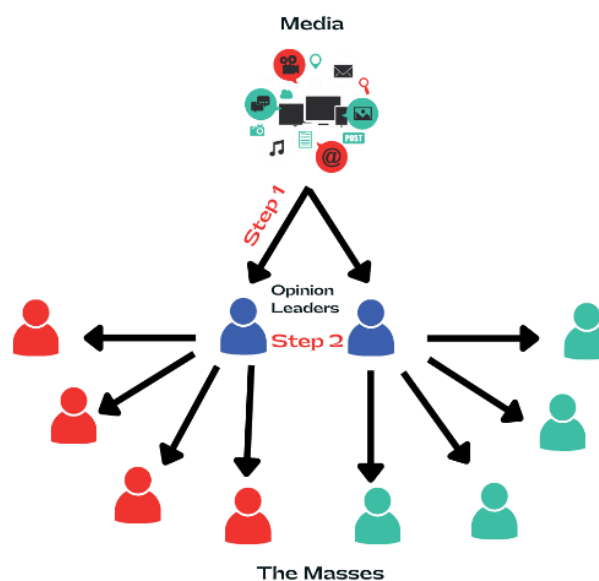 Media
@
POST
Step 1
Opinion
Leaders
Step 2
The Masses